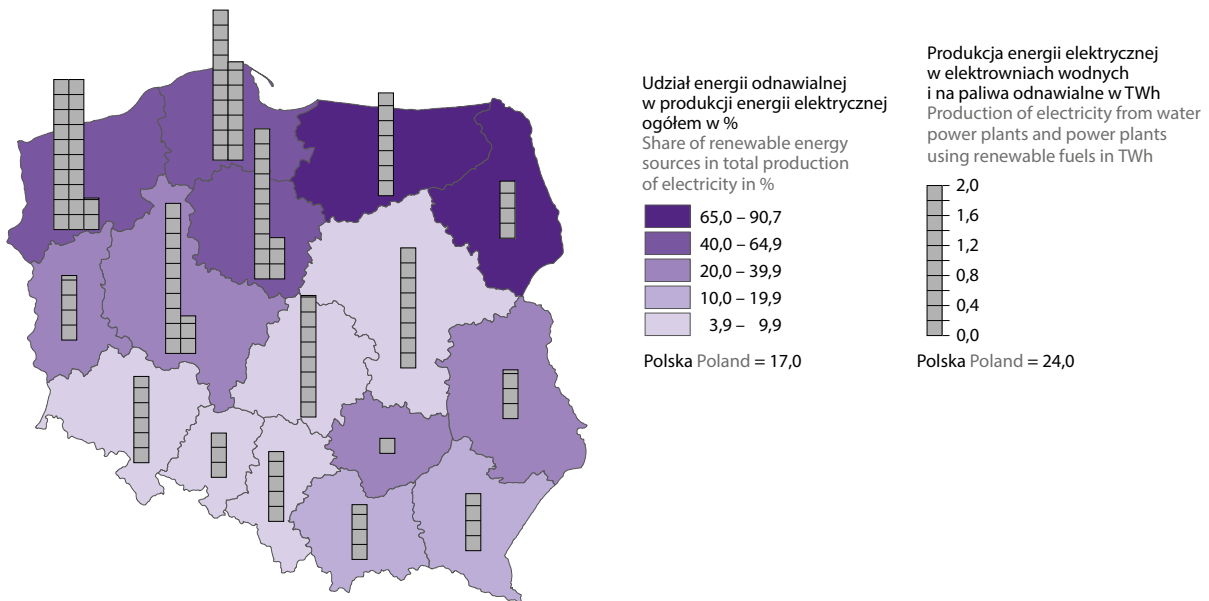 Udział energii odnawialnej
w produkcji energii elektrycznej
ogółem w %
Share of renewable energy
sources in total production
of electricity in %
65,0 – 90,7
40,0 – 64,9
20,0 – 39,9
10,0 – 19,9
3,9 – 9,9
Polska Poland = 17,0
Produkcja energii elektrycznej
w elektrowniach wodnych
i na paliwa odnawialne w TWh
Production of electricity from water
power plants and power plants
using renewable fuels in TWh
2,0
1,6
1,2
0,8
0,4
0,0
Polska Poland = 24,0